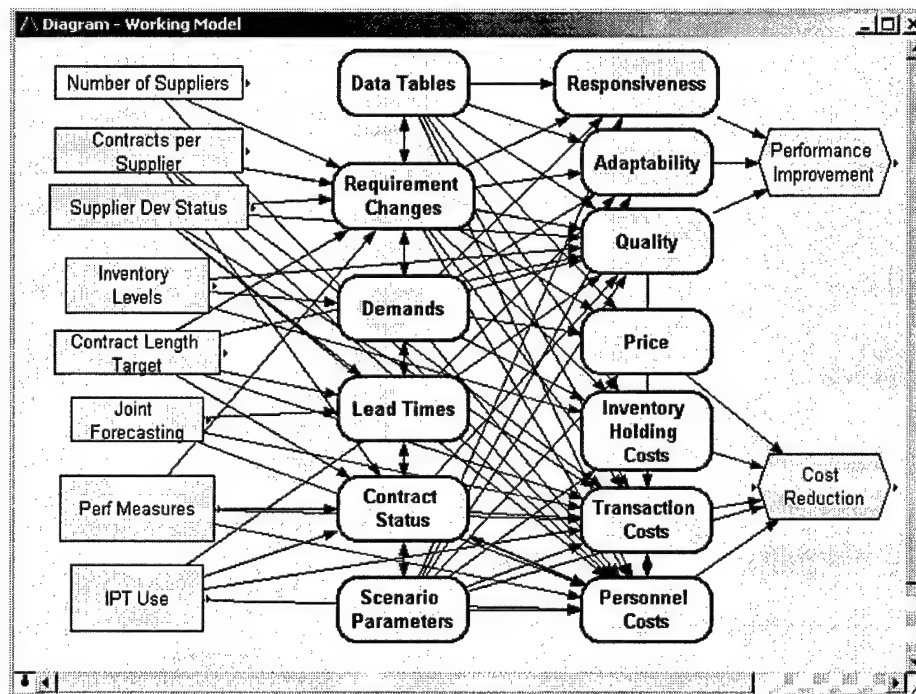 Diagram - Working Model
Number of Suppliers
Contracts per
Supplier
Supplier Dev Status
Inventory
Levels
Contract Length
Target
Joint
Forecasting
Perf Measures
IPT Use
Data Tables
Requirement
Changes
Demands
Lead Times
Contract
Status
Scenario
Parameters
Responsiveness
Adaptability
Quality
Price
Inventory
Holding
Costs
Transaction
Costs
Personnel
Costs
Performance
Improvement
Cost
Reduction